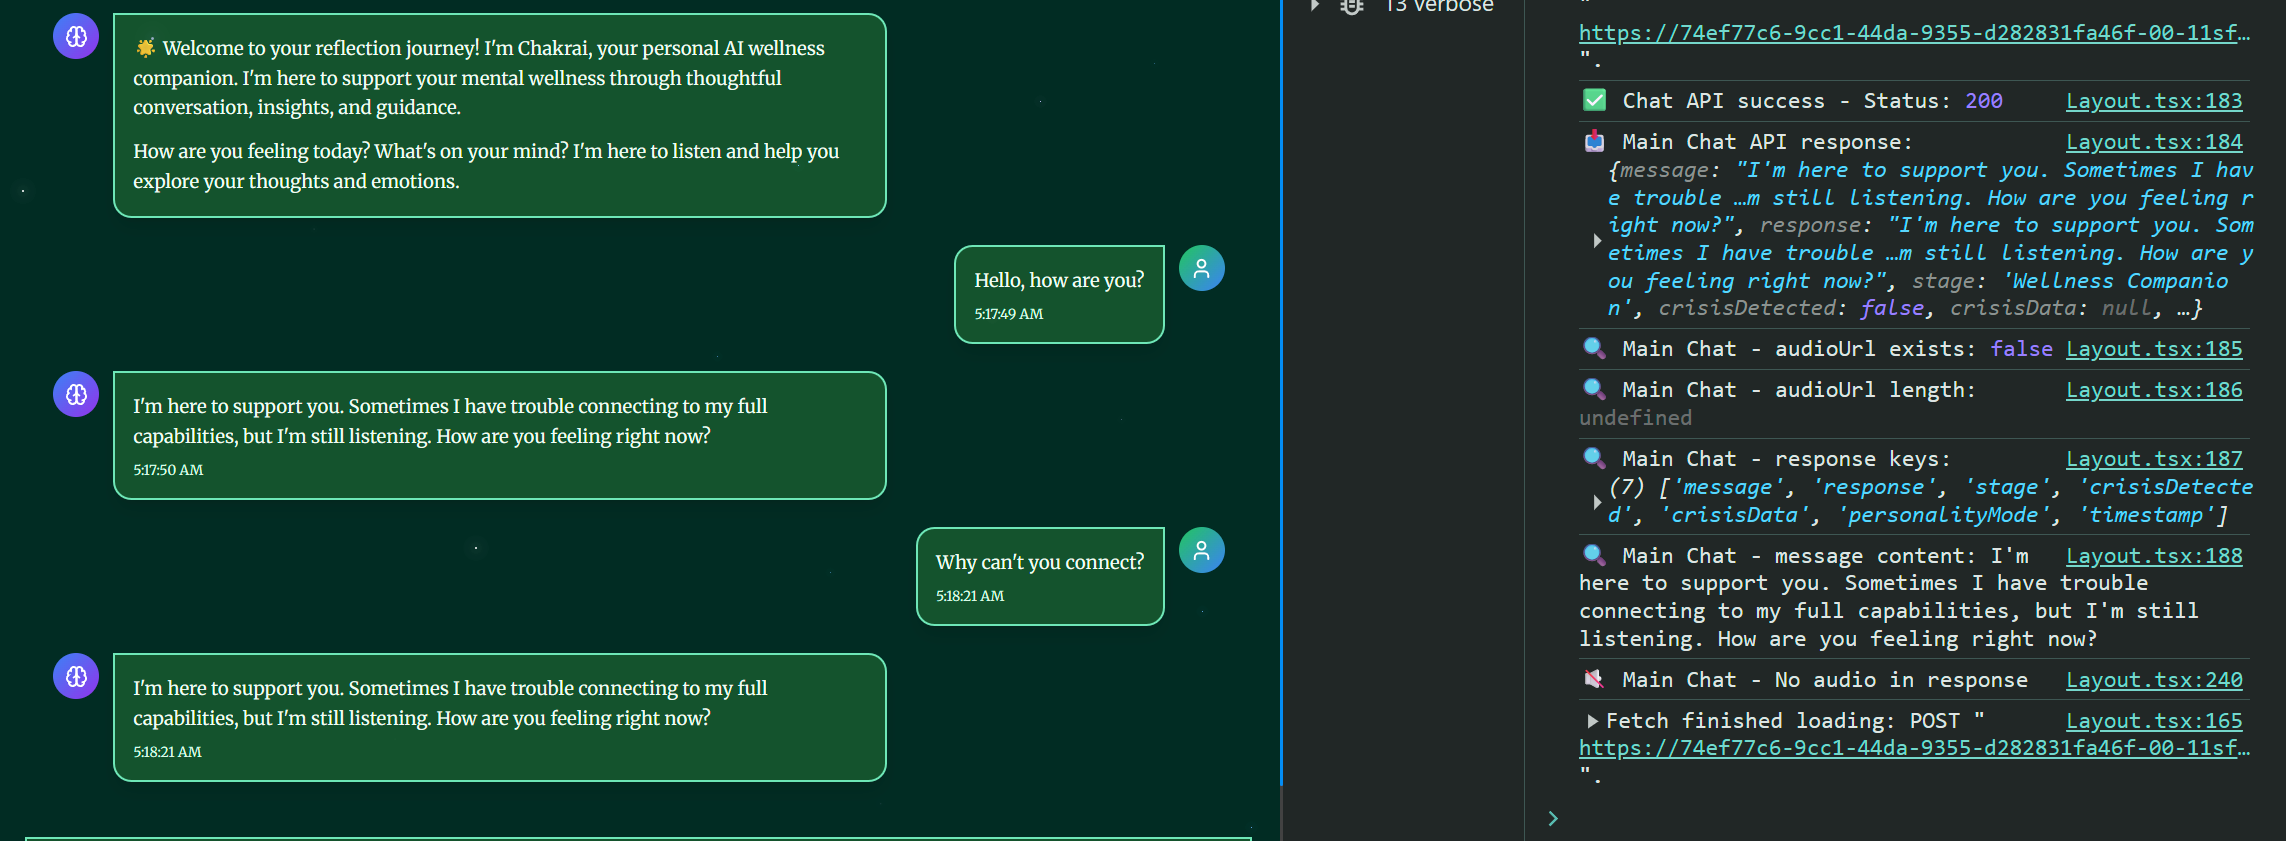 🌟 Welcome to your reflection journey! I'm Chakrai, your personal AI wellness
companion. I'm here to support your mental wellness through thoughtful
conversation, insights, and guidance.
How are you feeling today? What's on your mind? I'm here to listen and help you
explore your thoughts and emotions.
Hello, how are you?
5:17:49 AM
I'm here to support you. Sometimes I have trouble connecting to my full
capabilities, but I'm still listening. How are you feeling right now?
5:17:50 AM
Why can't you connect?
5:18:21 AM
I'm here to support you. Sometimes I have trouble connecting to my full
capabilities, but I'm still listening. How are you feeling right now?
5:18:21 AM
13 verbose
"
https://74ef77c6-9cc1-44da-9355-d282831fa46f-00-11sf…
".
✅ Chat API success - Status: 200 Layout.tsx:183
📥 Main Chat API response: Layout.tsx:184
{message: "I'm here to support you. Sometimes I hav
e trouble …m still listening. How are you feeling r
ight now?", response: "I'm here to support you. Som
etimes I have trouble …m still listening. How are y
ou feeling right now?", stage: 'Wellness Companio
n', crisisDetected: false, crisisData: null, …}
🔍 Main Chat - audioUrl exists: false Layout.tsx:185
🔍 Main Chat - audioUrl length: Layout.tsx:186
undefined
🔍 Main Chat - response keys: Layout.tsx:187
(7) ['message', 'response', 'stage', 'crisisDetecte
d', 'crisisData', 'personalityMode', 'timestamp']
🔍 Main Chat - message content: I'm Layout.tsx:188
here to support you. Sometimes I have trouble
connecting to my full capabilities, but I'm still
listening. How are you feeling right now?
🔇 Main Chat - No audio in response Layout.tsx:240
Fetch finished loading: POST " Layout.tsx:165
https://74ef77c6-9cc1-44da-9355-d282831fa46f-00-11sf…
".